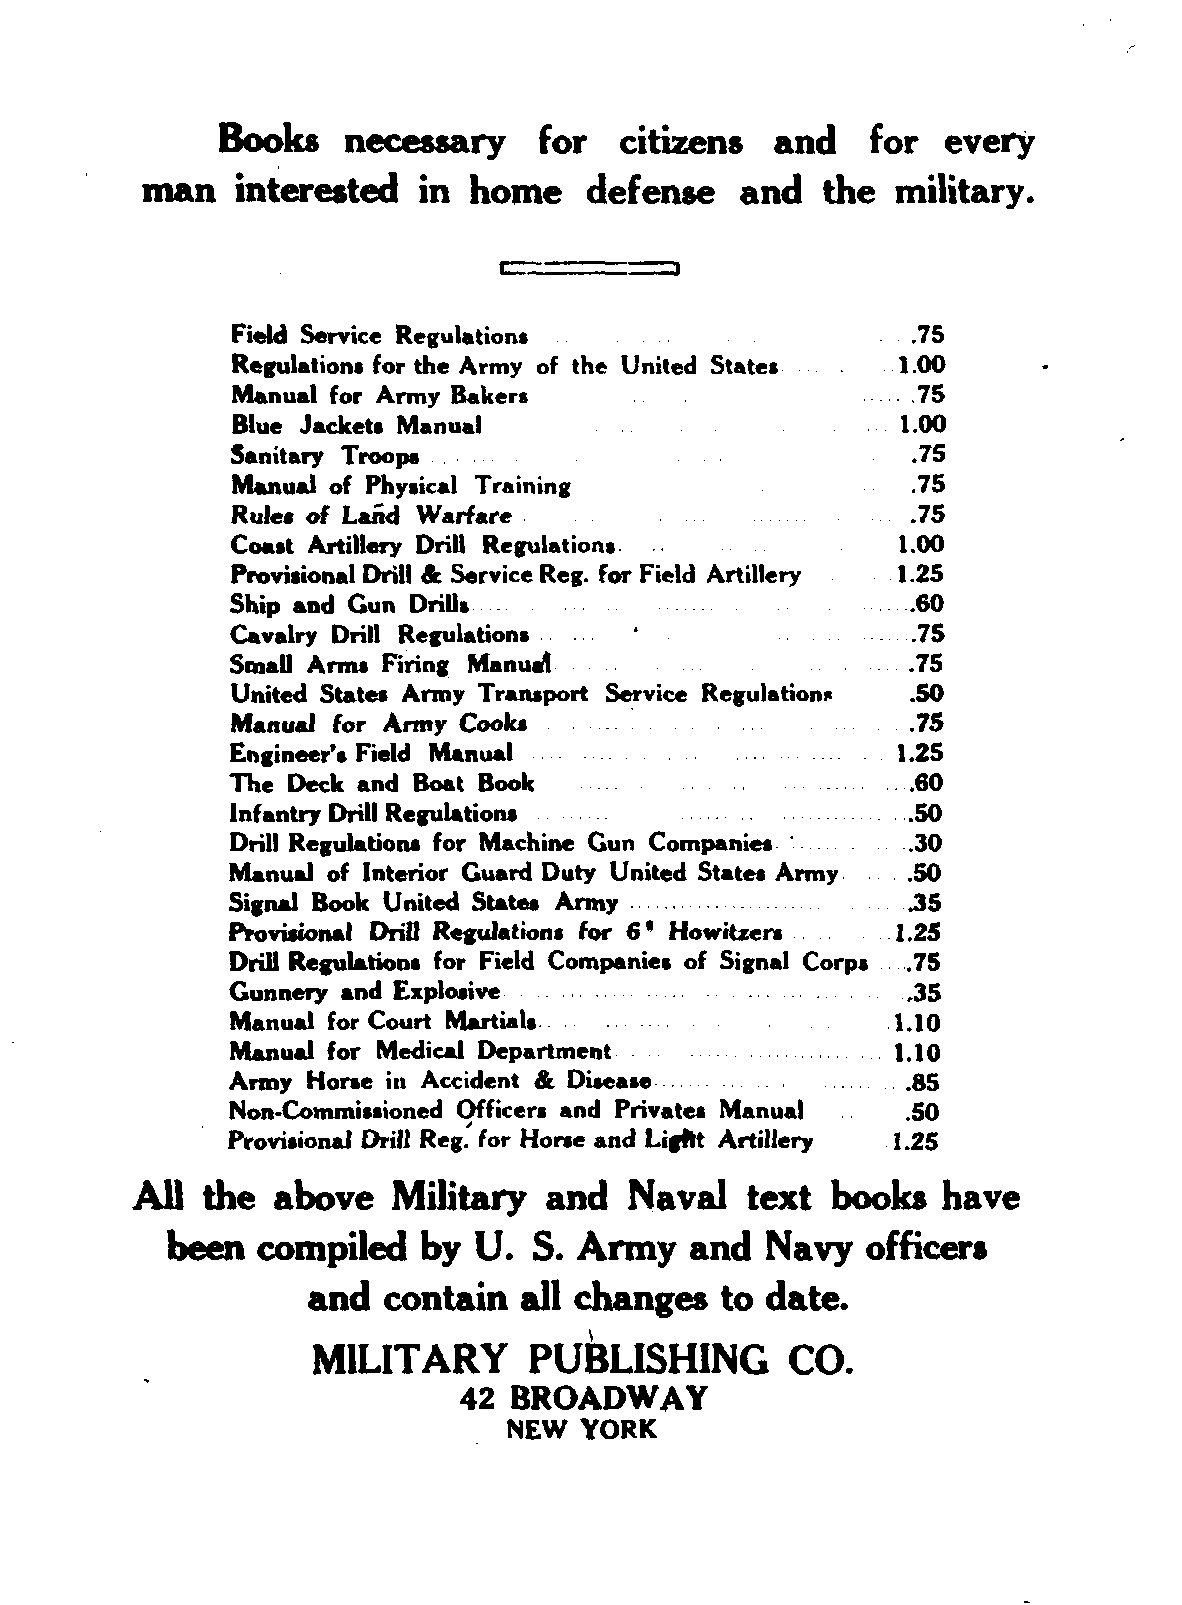 Books necessary for citizens and for every
man interested in home defense and the military.
Field Service Regulations .75
Regulations for the Army of the United States 1.00
Manual for Army Bakers .75
Blue Jackets Manual 1.00
Sanitary Troops .75
Manual of Physical Training .75
Rules of Land Warfare .75
Coast Artillery Drill Regulations 1.00
Provisional Drill & Service Reg. for Field Artillery 1.25
Ship and Gun Drills .60
Cavalry Drill Regulations .75
Small Arms Firing Manual .75
United States Army Transport Service Regulations .50
Manual for Army Cooks .75
Engineer's Field Manual 1.25
The Deck and Boat Book .60
Infantry Drill Regulations .50
Drill Regulations for Machine Gun Companies .30
Manual of Interior Guard Duty United States Army .50
Signal Book United States Army .35
Provisional Drill Regulations for 6" Howitzers 1.25
Drill Regulations for Field Companies of Signal Corps .75
Gunnery and Explosive .35
Manual for Court Martials 1.10
Manual for Medical Department 1.10
Army Horse in Accident & Disease .85
Non-Commissioned Officers and Privates Manual .50
Provisional Drill Reg. for Horse and Light Artillery 1.25
All the above Military and Naval text books have
been compiled by U. S. Army and Navy officers
and contain all changes to date.
MILITARY PUBLISHING CO.
42 BROADWAY
NEW YORK